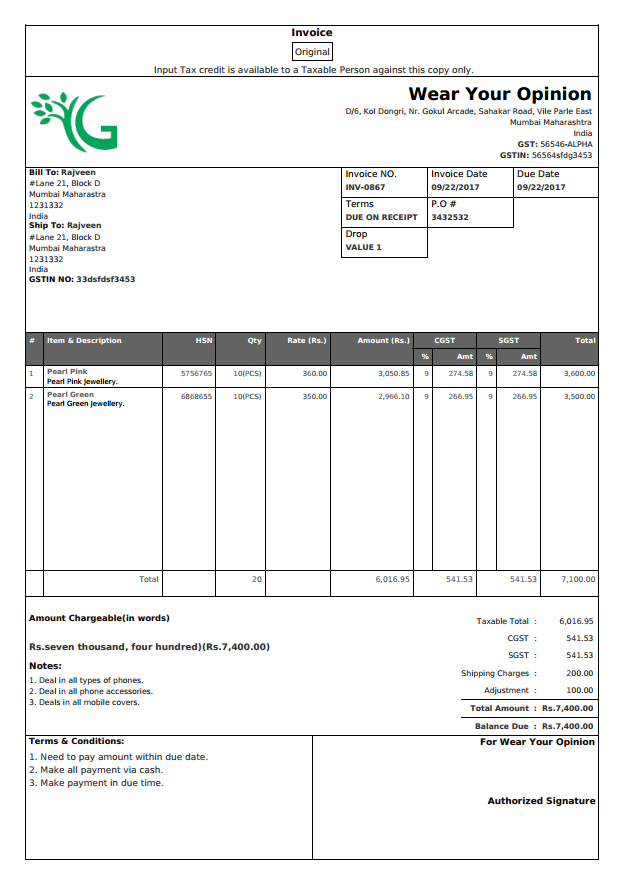 Invoice
Original
Input Tax credit is available to a Taxable Person against this copy only.
G
Wear Your Opinion
D/6, Kol Dongri, Nr. Gokul Arcade, Sahakar Road, Vile Parle East
Mumbai Maharashtra
India
GST: 56546-ALPHA
GSTIN: 56564sfdg3453
Bill To: Rajveen
#Lane 21, Block D
Mumbai Maharastra
1231332
India
Ship To: Rajveen
#Lane 21, Block D
Mumbai Maharastra
1231332
India
GSTIN NO: 33dsfdsf3453
Invoice NO. Invoice Date Due Date
INV-0867 09/22/2017 09/22/2017
Terms P.O #
DUE ON RECEIPT 3432532
Drop
VALUE 1
# Item & Description HSN Qty Rate (Rs.) Amount (Rs.) CGST SGST Total
% Amt % Amt
1 Pearl Pink 5756765 10(PCS) 360.00 3,050.85 9 274.58 9 274.58 3,600.00
Pearl Pink Jewellery.
2 Pearl Green 6868655 10(PCS) 350.00 2,966.10 9 266.95 9 266.95 3,500.00
Pearl Green Jewellery.
Total 20 6,016.95 541.53 541.53 7,100.00
Amount Chargeable(in words)
Rs.seven thousand, four hundred)(Rs.7,400.00)
Notes:
1. Deal in all types of phones.
2. Deal in all phone accessories.
3. Deals in all mobile covers.
Taxable Total : 6,016.95
CGST : 541.53
SGST : 541.53
Shipping Charges : 200.00
Adjustment : 100.00
Total Amount : Rs.7,400.00
Balance Due : Rs.7,400.00
Terms & Conditions:
1. Need to pay amount within due date.
2. Make all payment via cash.
3. Make payment in due time.
For Wear Your Opinion
Authorized Signature